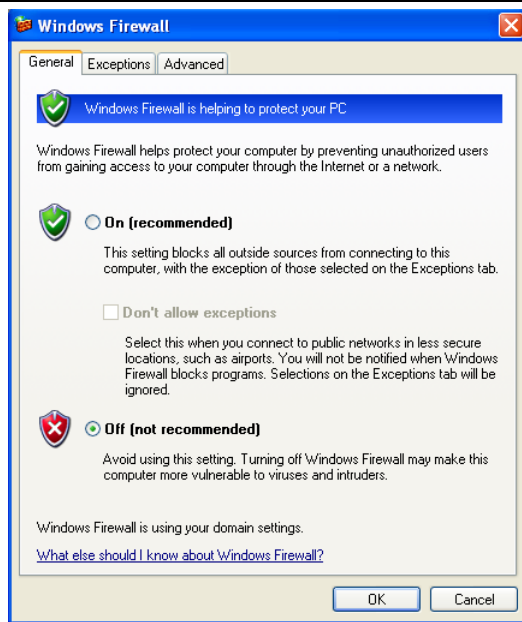 Windows Firewall
General Exceptions Advanced
Windows Firewall is helping to protect your PC
Windows Firewall helps protect your computer by preventing unauthorized users
from gaining access to your computer through the Internet or a network.
On (recommended)
This setting blocks all outside sources from connecting to this
computer, with the exception of those selected on the Exceptions tab.
Don't allow exceptions
Select this when you connect to public networks in less secure
locations, such as airports. You will not be notified when Windows
Firewall blocks programs. Selections on the Exceptions tab will be
ignored.
Off (not recommended)
Avoid using this setting. Turning off Windows Firewall may make this
computer more vulnerable to viruses and intruders.
Windows Firewall is using your domain settings.
What else should I know about Windows Firewall?
OK Cancel